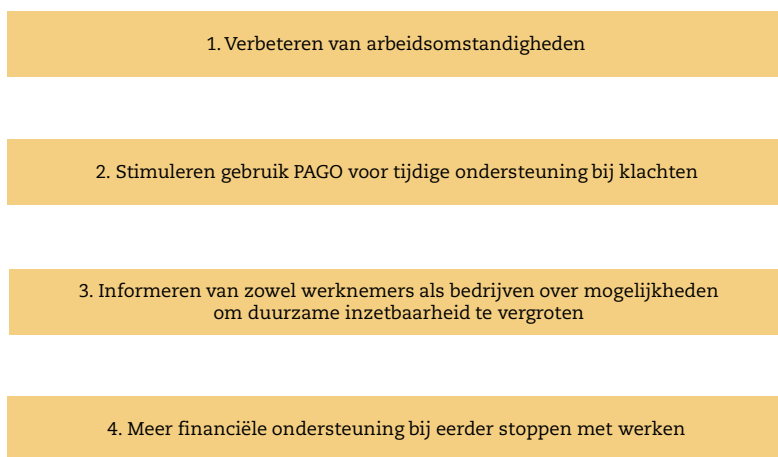 1. Verbeteren van arbeidsomstandigheden
2. Stimuleren gebruik PAGO voor tijdige ondersteuning bij klachten
3. Informeren van zowel werknemers als bedrijven over mogelijkheden
om duurzame inzetbaarheid te vergroten
4. Meer financiële ondersteuning bij eerder stoppen met werken